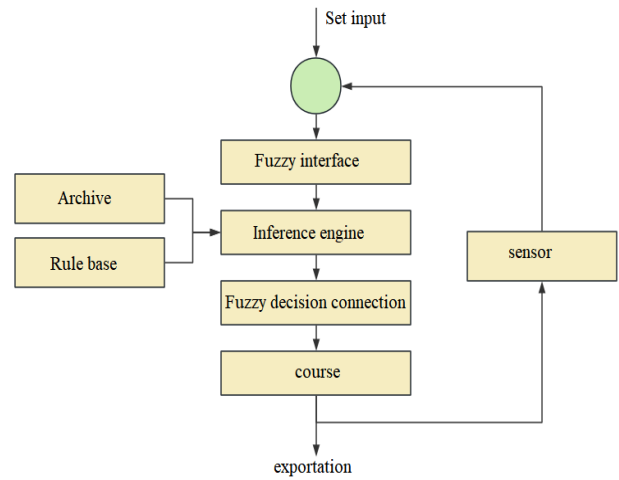 Set input
Fuzzy interface
Archive
Inference engine
Rule base
sensor
Fuzzy decision connection
course
exportation